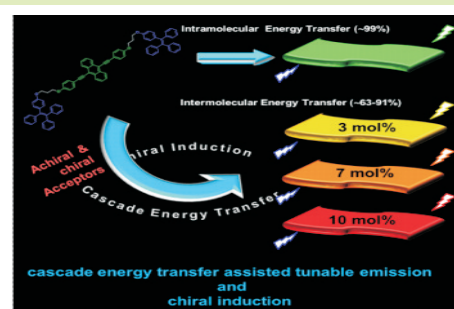 Intramolecular Energy Transfer (~99%)
Intermolecular Energy Transfer (~63-91%)
3 mol%
7 mol%
10 mol%
Achiral &
chiral
Acceptors
Chiral Induction
Cascade Energy Transfer
cascade energy transfer assisted tunable emission
and
chiral induction